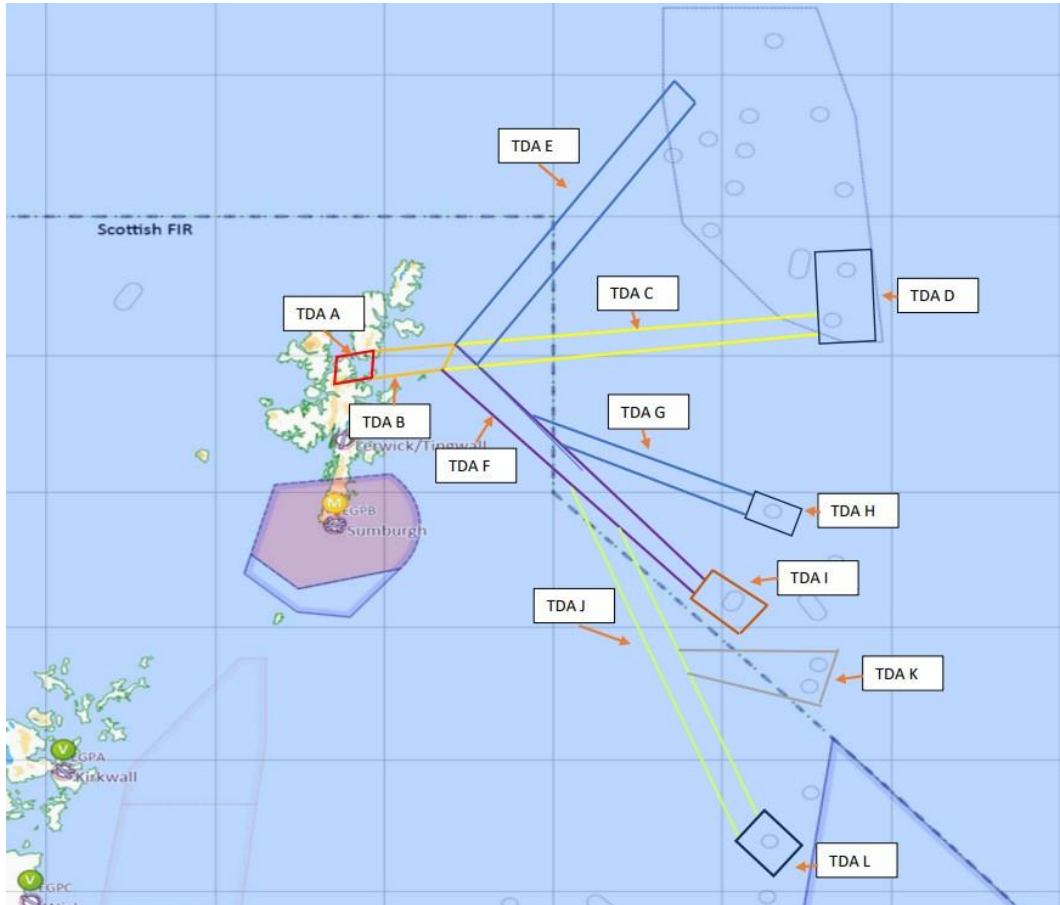 TDA E
Scottish FIR
TDA C
TDA D
TDA A
TDA B
TDA G
Lerwick/Tingwall
TDA F
M
EGPB
TDA H
Sumburgh
TDA I
TDA J
TDA K
V
EGPA
Kirkwall
TDA L
V
EGPC